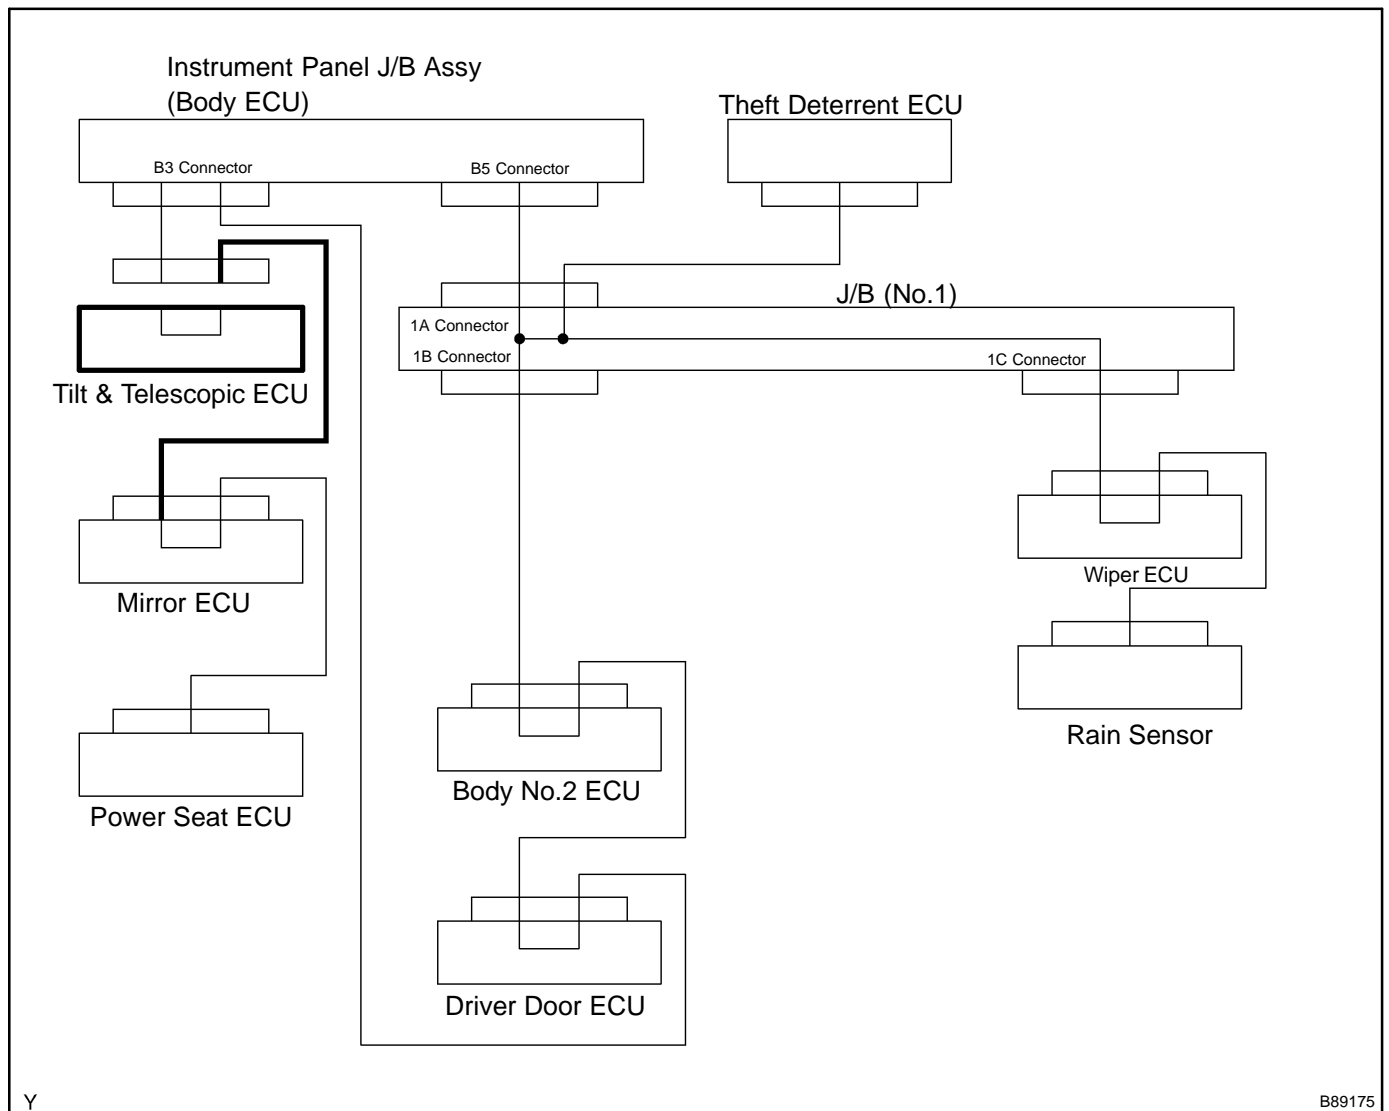 Instrument Panel J/B Assy
(Body ECU)
Theft Deterrent ECU
B3 Connector
B5 Connector
J/B (No.1)
1A Connector
1B Connector
1C Connector
Tilt & Telescopic ECU
Wiper ECU
Mirror ECU
Rain Sensor
Body No.2 ECU
Power Seat ECU
Driver Door ECU
Y
B89175